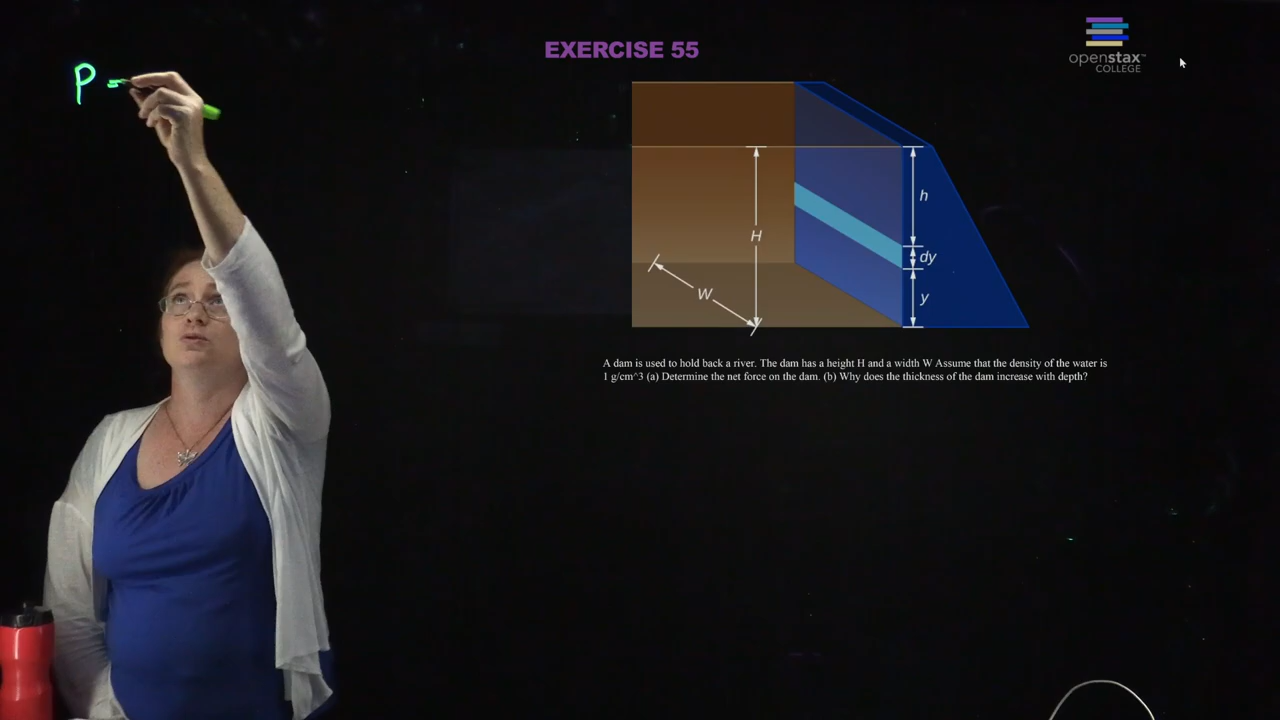 EXERCISE 55
openstax™
COLLEGE
P =
H
h
dy
W
y
A dam is used to hold back a river. The dam has a height H and a width W Assume that the density of the water is
1 g/cm^3 (a) Determine the net force on the dam. (b) Why does the thickness of the dam increase with depth?